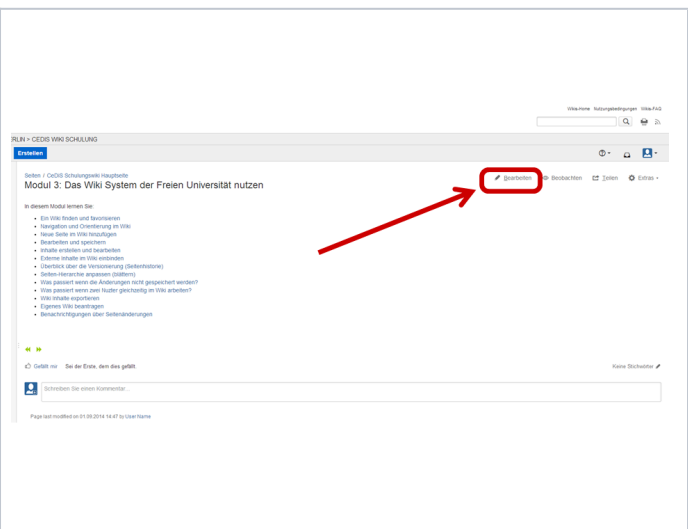 Wikis-Home Nutzungsbedingungen Wikis-FAQ
RLIN > CEDIS WIKI SCHULUNG
Erstellen
Seiten / CeDiS Schulungswiki Hauptseite
Bearbeiten Beobachten Teilen Extras
Modul 3: Das Wiki System der Freien Universität nutzen
In diesem Modul lernen Sie:
• Ein Wiki finden und favorisieren
• Navigation und Orientierung im Wiki
• Neue Seite im Wiki hinzufügen
• Bearbeiten und speichern
• Inhalte erstellen und bearbeiten
• Externe Inhalte im Wiki einbinden
• Überblick über die Versionierung (Seitenhistorie)
• Seiten-Hierarchie anpassen (blättern)
• Was passiert wenn die Änderungen nicht gespeichert werden?
• Was passiert wenn zwei Nutzer gleichzeitig im Wiki arbeiten?
• Wiki Inhalte exportieren
• Eigenes Wiki beantragen
• Benachrichtigungen über Seitenänderungen
Gefällt mir Sei der Erste, dem dies gefällt
Keine Stichwörter
Schreiben Sie einen Kommentar...
Page last modified on 01.09.2014 14:47 by User Name